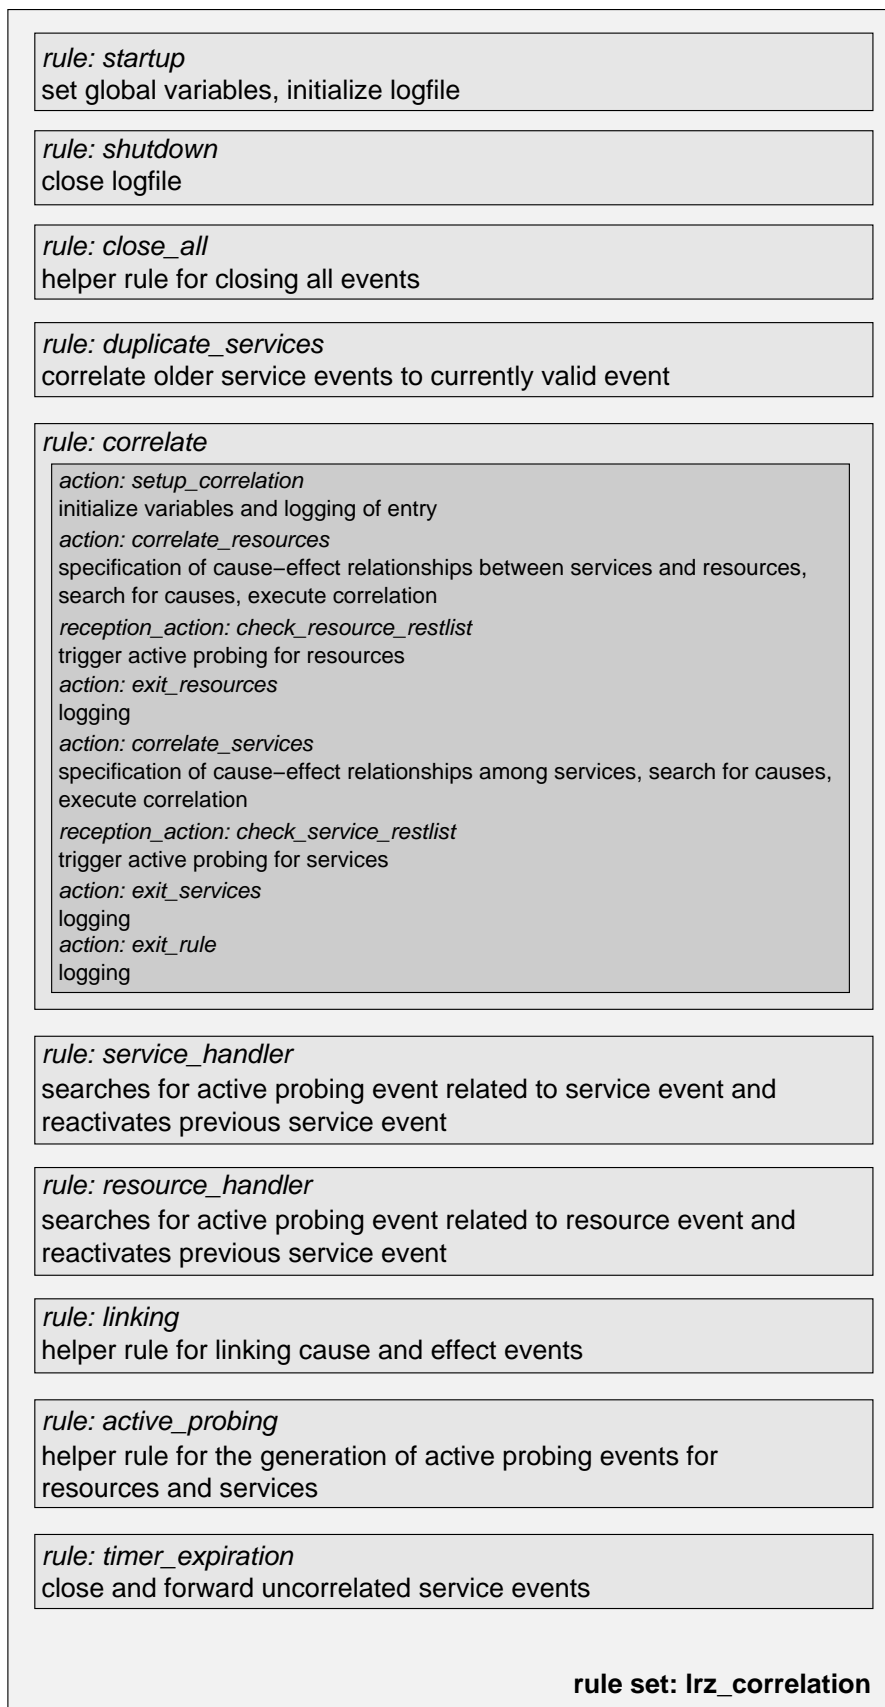 rule: startup
set global variables, initialize logfile
rule: shutdown
close logfile
rule: close_all
helper rule for closing all events
rule: duplicate_services
correlate older service events to currently valid event
rule: correlate
action: setup_correlation
initialize variables and logging of entry
action: correlate_resources
specification of cause−effect relationships between services and resources,
search for causes, execute correlation
reception_action: check_resource_restlist
trigger active probing for resources
action: exit_resources
logging
action: correlate_services
specification of cause−effect relationships among services, search for causes,
execute correlation
reception_action: check_service_restlist
trigger active probing for services
action: exit_services
logging
action: exit_rule
logging
rule: service_handler
searches for active probing event related to service event and
reactivates previous service event
rule: resource_handler
searches for active probing event related to resource event and
reactivates previous service event
rule: linking
helper rule for linking cause and effect events
rule: active_probing
helper rule for the generation of active probing events for
resources and services
rule: timer_expiration
close and forward uncorrelated service events
rule set: lrz_correlation